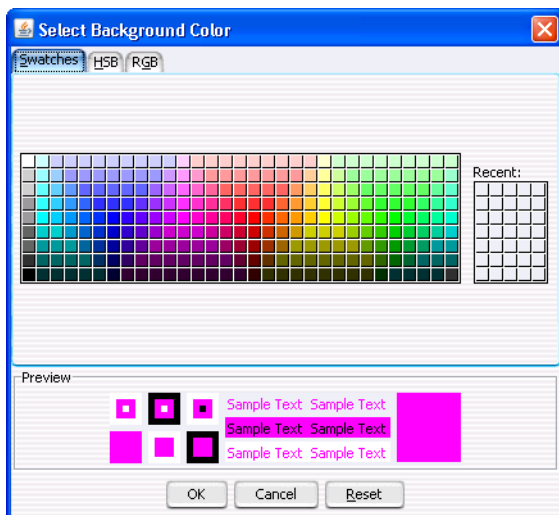 Select Background Color
Swatches HSB RGB
Recent:
Preview
Sample Text Sample Text
Sample Text Sample Text
Sample Text Sample Text
OK Cancel Reset